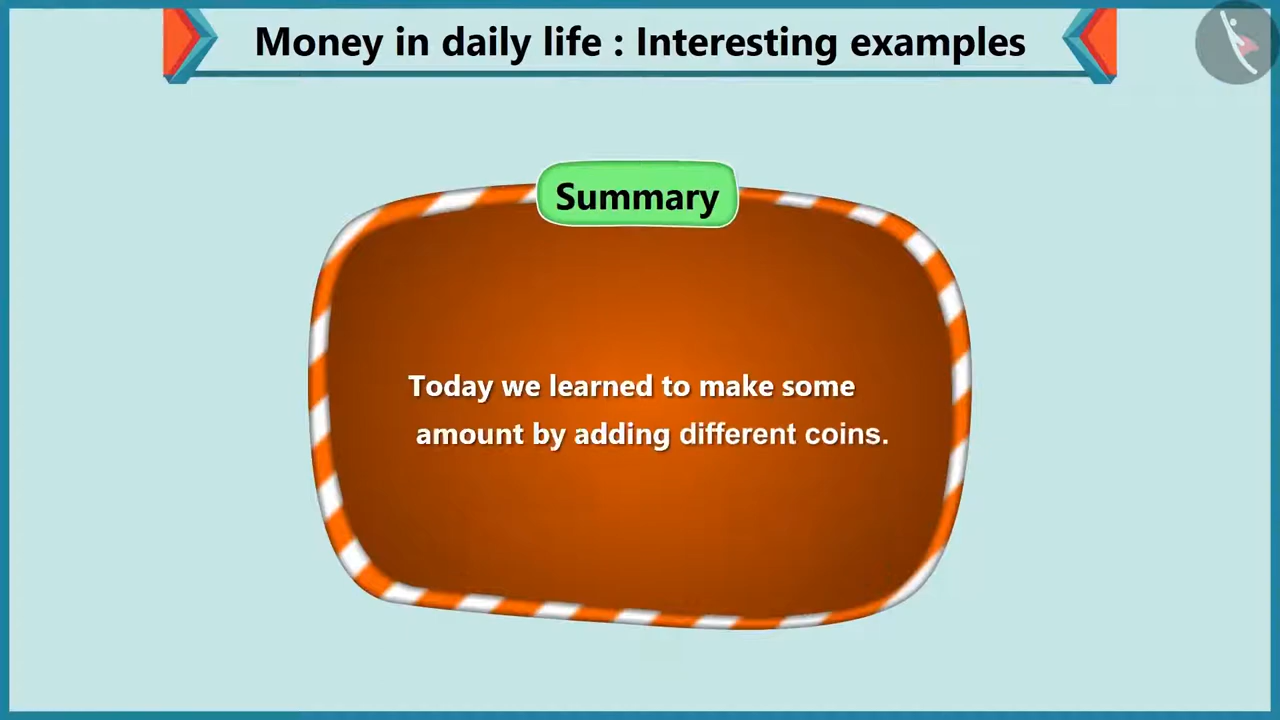 Money in daily life : Interesting examples
Summary
Today we learned to make some
amount by adding different coins.